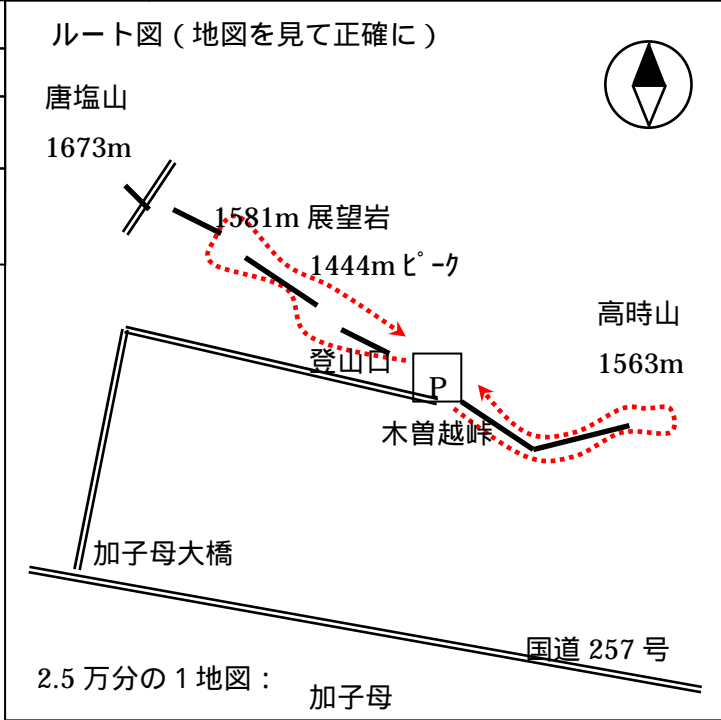 ルート図(地図を見て正確に)
唐塩山
1673m
1581m 展望岩
1444mピーク
高時山
1563m
登山口
P
木曽越峠
加子母大橋
国道 257 号
2.5 万分の 1 地図:
加子母